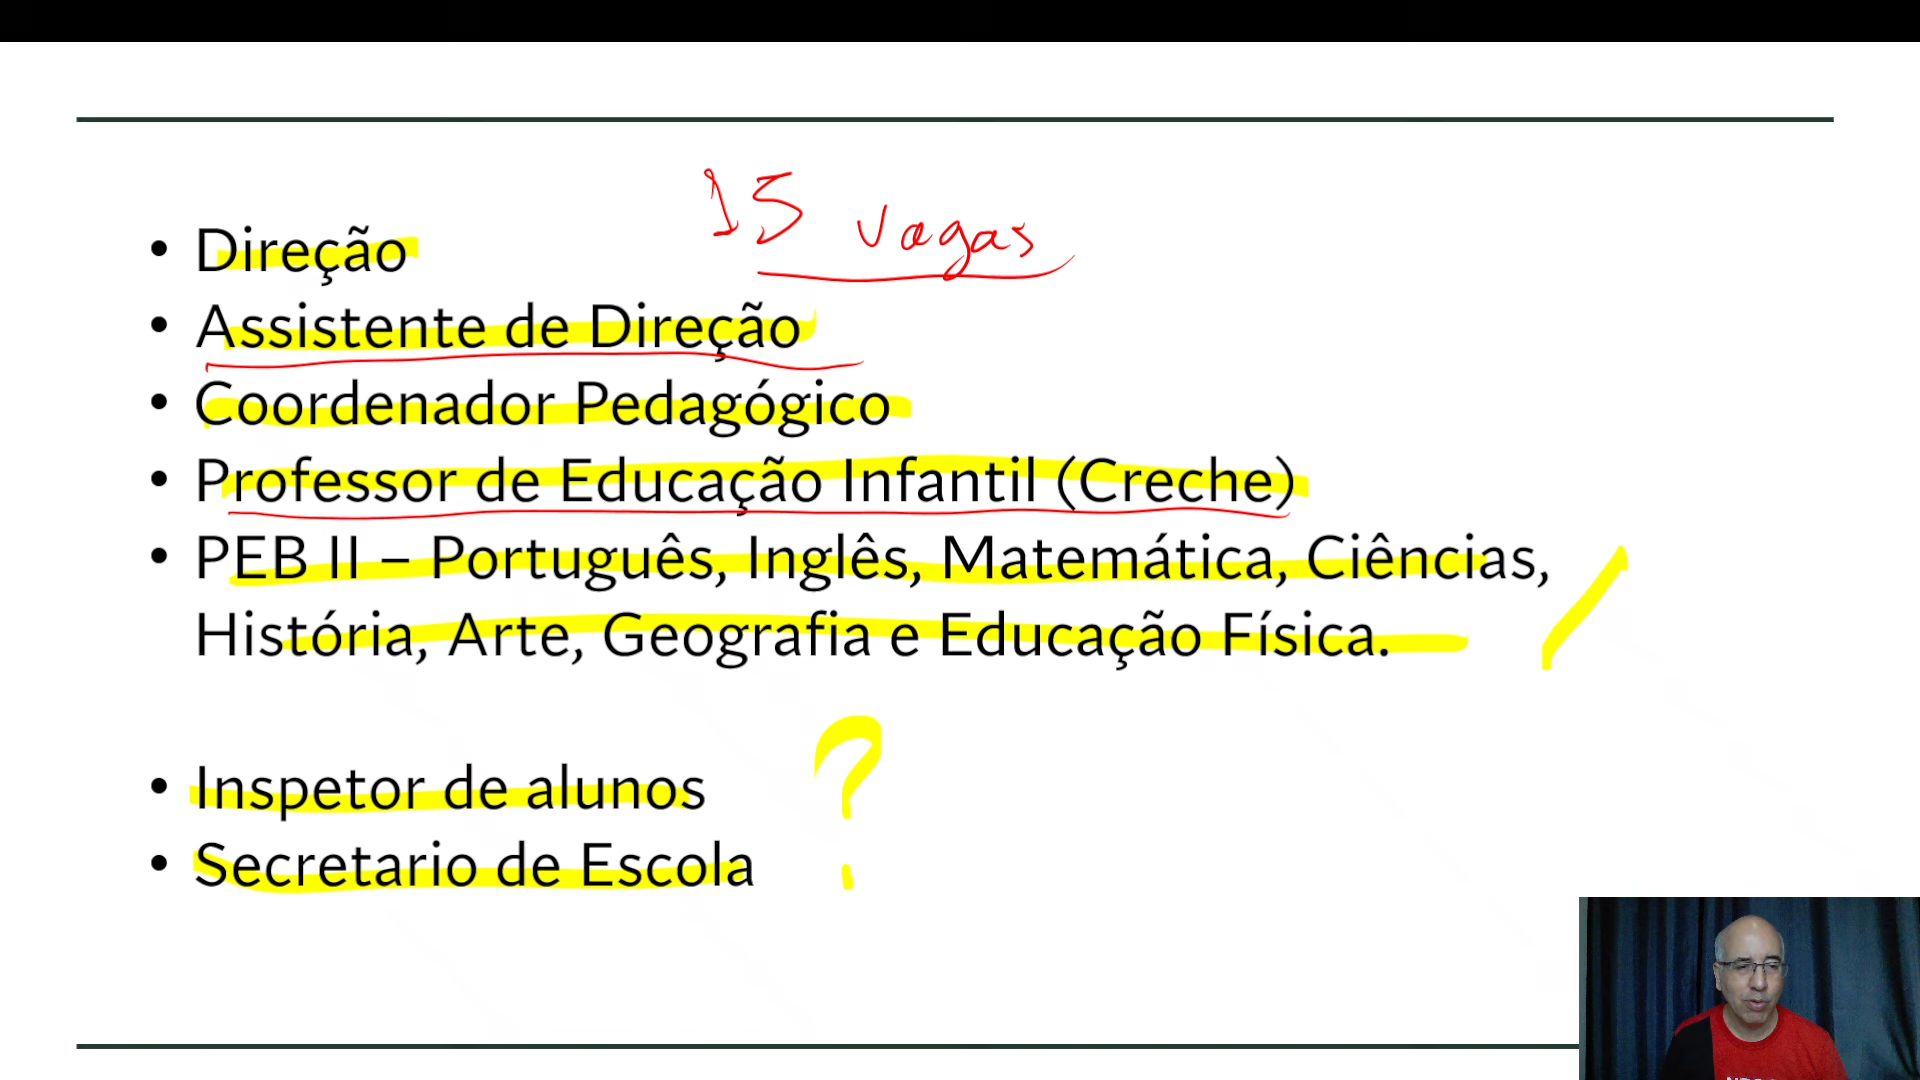 15 vagas
• Direção
• Assistente de Direção
• Coordenador Pedagógico
• Professor de Educação Infantil (Creche)
• PEB II – Português, Inglês, Matemática, Ciências,
História, Arte, Geografia e Educação Física.
?
• Inspetor de alunos
• Secretario de Escola